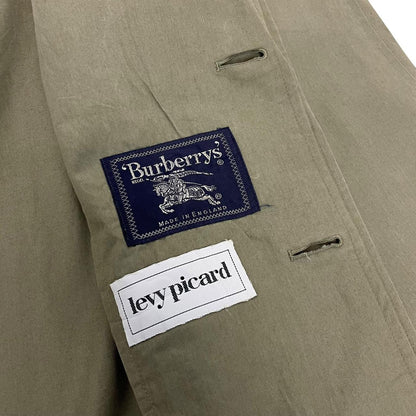 'Burberrys'®
MADE IN ENGLAND
levy picard